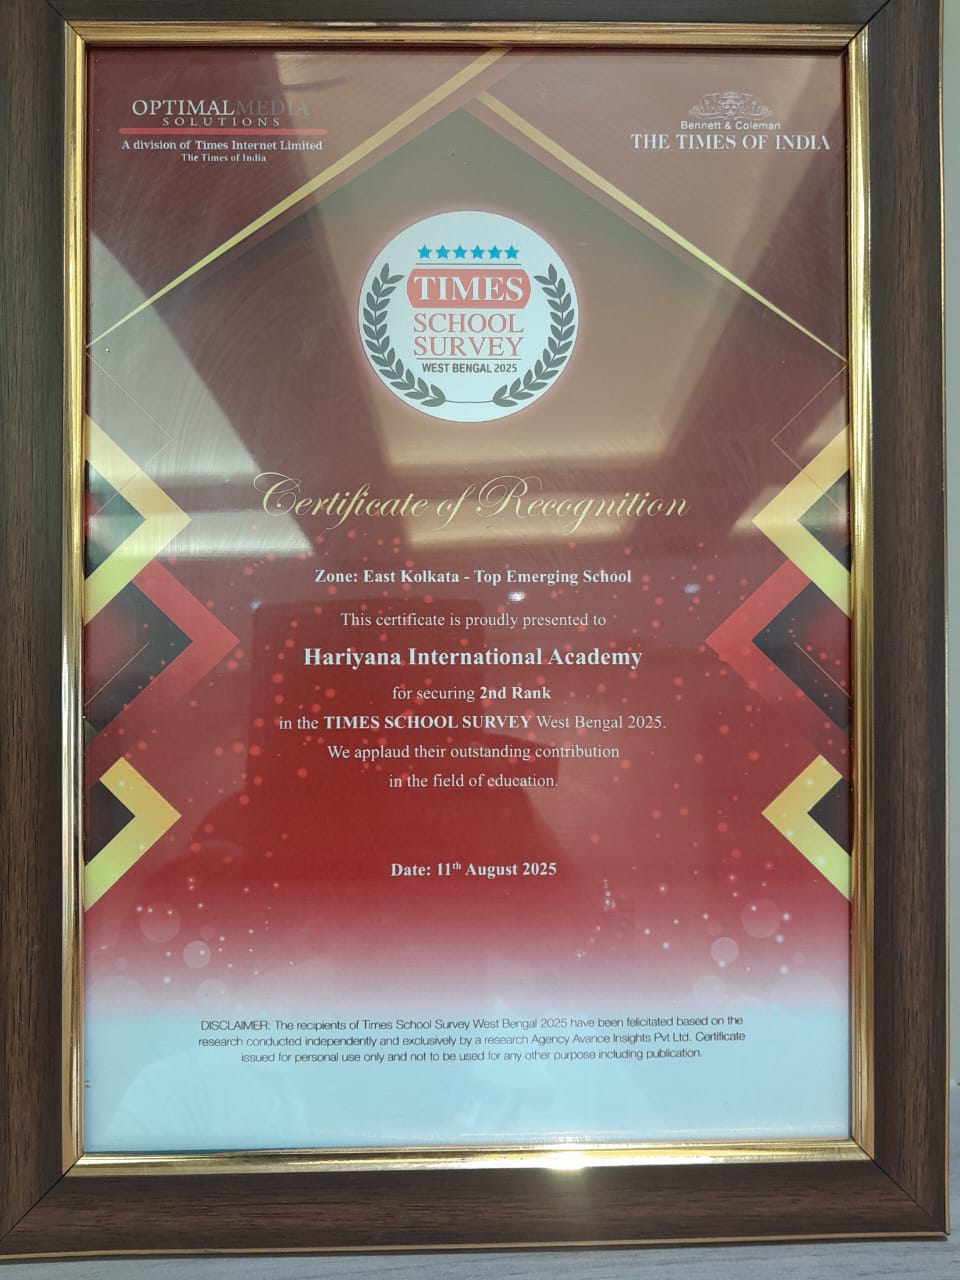 OPTIMAL MEDIA
SOLUTIONS
A division of Times Internet Limited
The Times of India
Bennett & Coleman
THE TIMES OF INDIA
TIMES
SCHOOL
SURVEY
WEST BENGAL 2025
Certificate of Recognition
Zone: East Kolkata - Top Emerging School
This certificate is proudly presented to
Hariyana International Academy
for securing 2nd Rank
in the TIMES SCHOOL SURVEY West Bengal 2025.
We applaud their outstanding contribution
in the field of education.
Date: 11th August 2025
DISCLAIMER: The recipients of Times School Survey West Bengal 2025 have been felicitated based on the
research conducted independently and exclusively by a research Agency Avance Insights Pvt Ltd. Certificate
issued for personal use only and not to be used for any other purpose including publication.